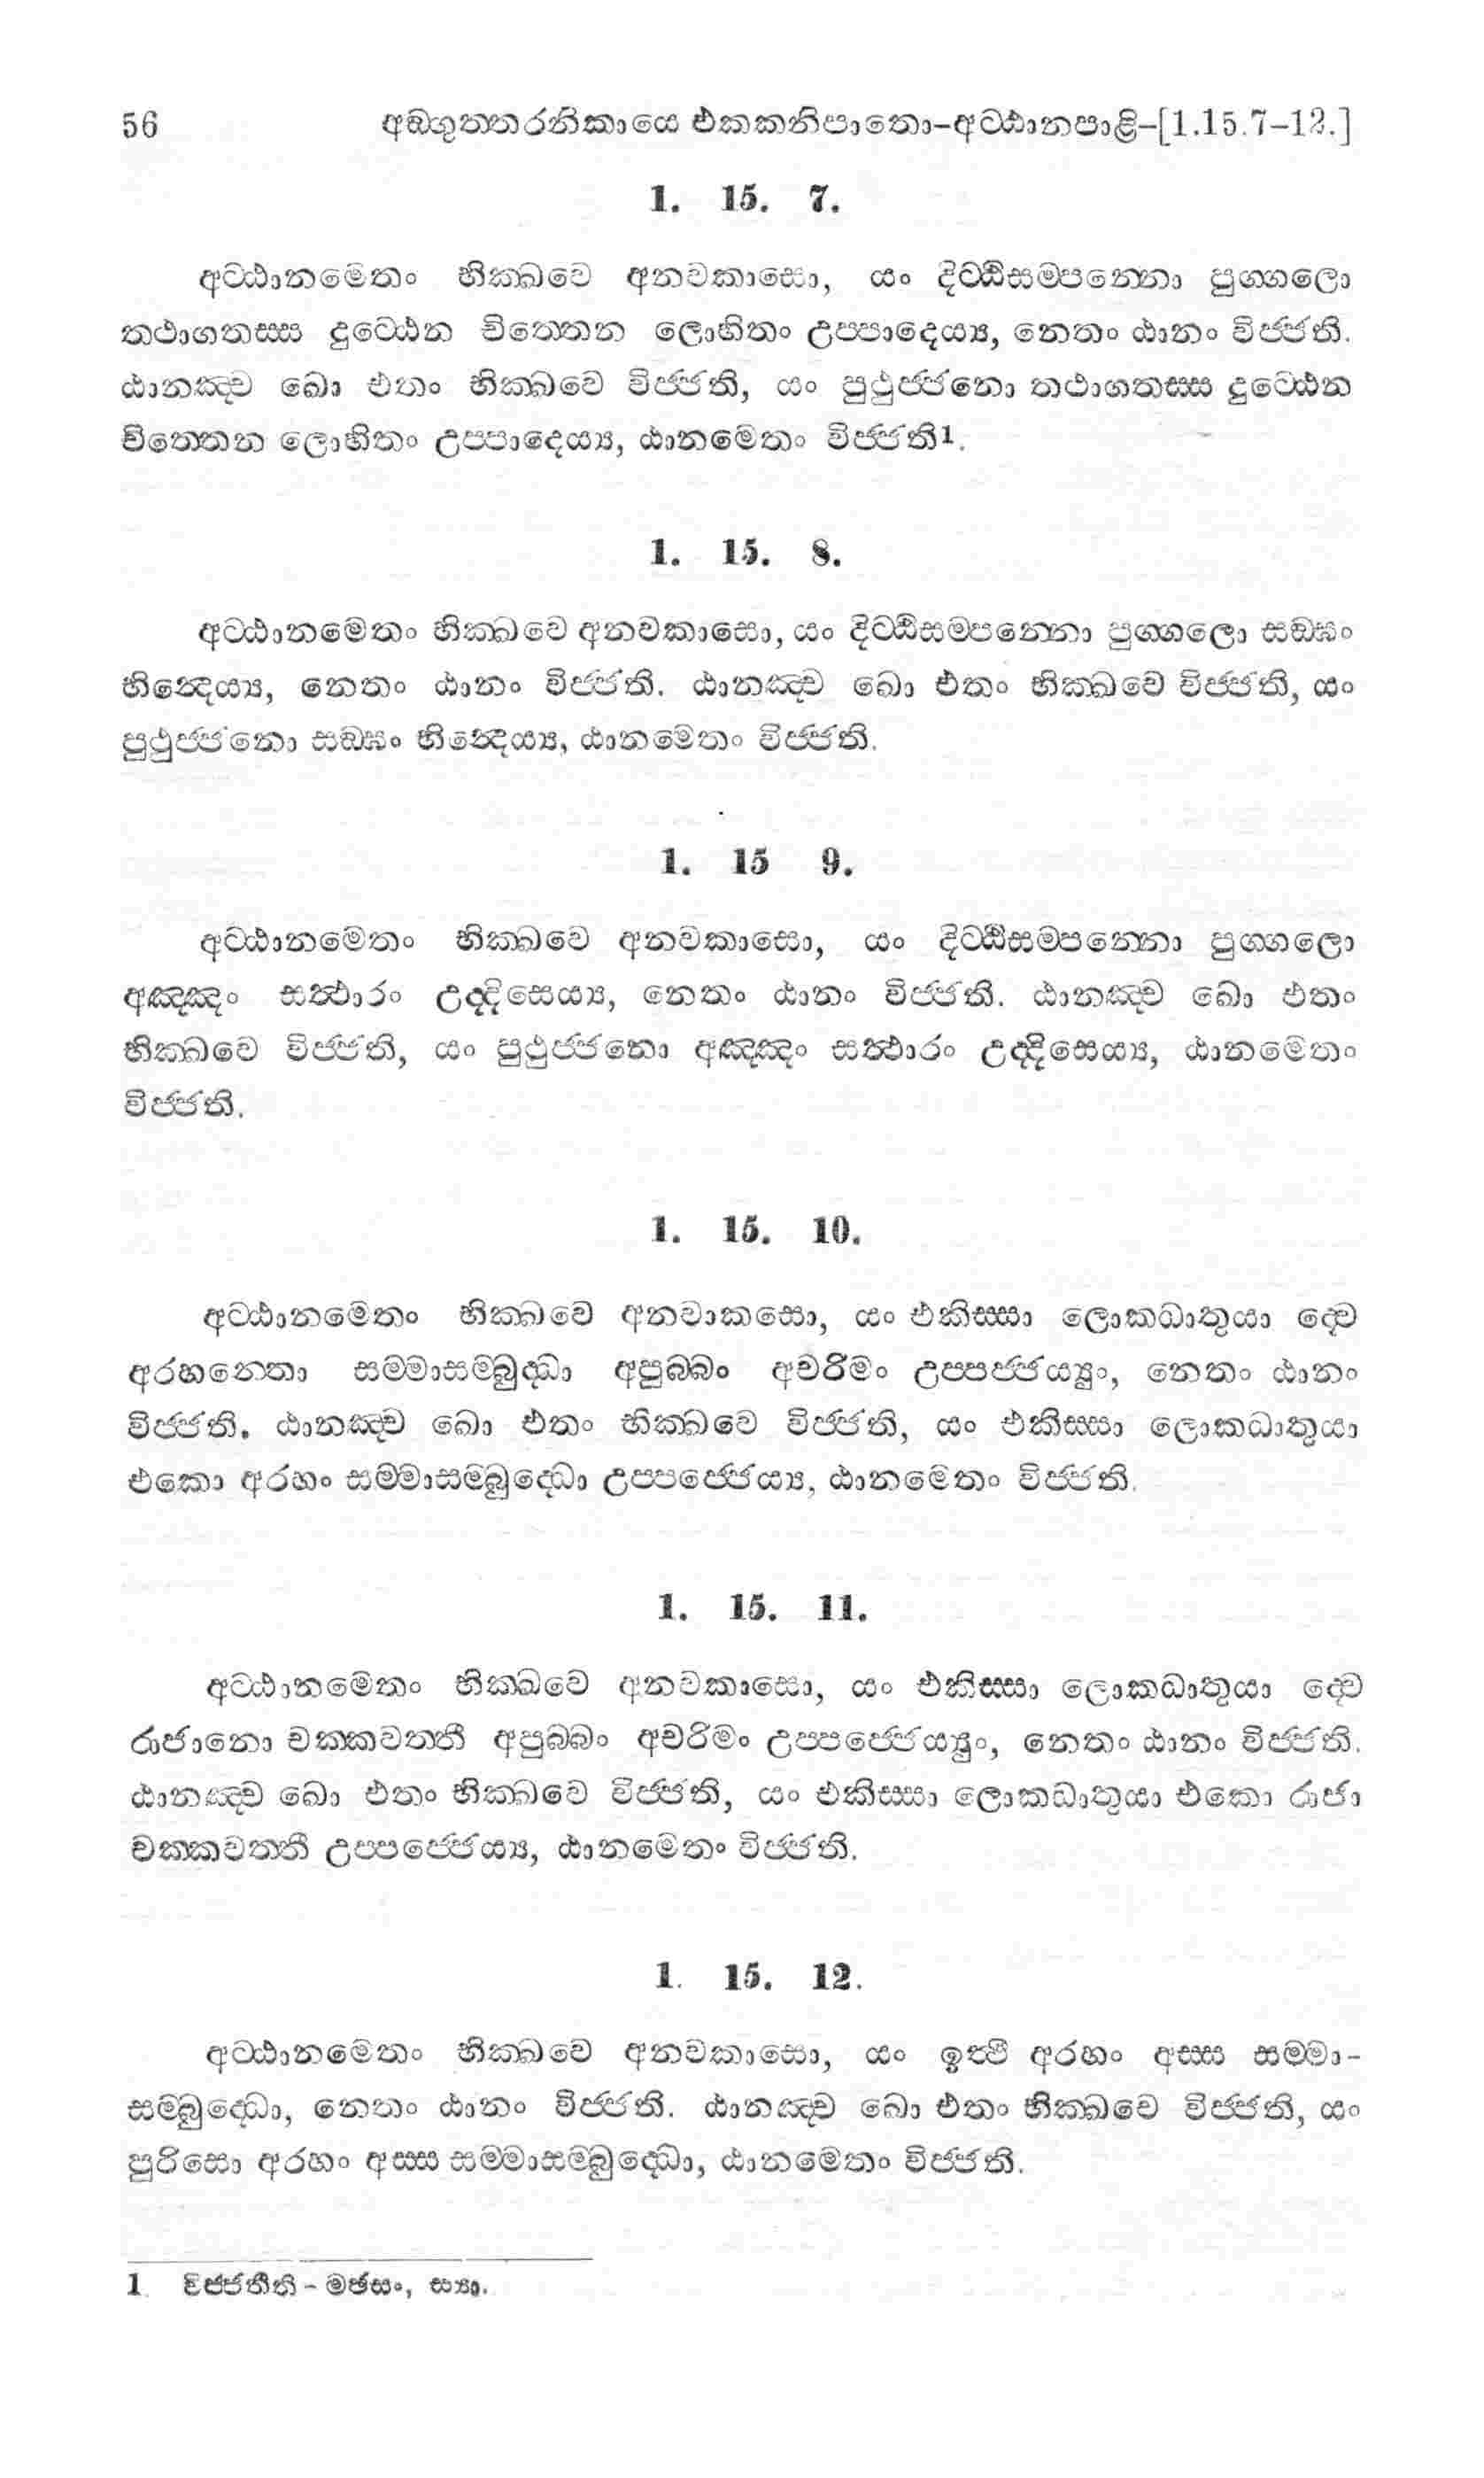 56 අඞ්ගුත්තරනිකායෙ එකකනිපාතො-අට්ඨානපාළි-[1.15.7-12.]
1. 15. 7.
අට්ඨානමෙතං භික්ඛවෙ අනවකාසො, යං දිට්ඨිසම්පන්නො පුග්ගලො
තථාගතස්ස දුට්ඨෙන චිත්තෙන ලොහිතං උප්පාදෙය්‍ය, නෙතං ඨානං විජ්ජති.
ඨානඤ්ච ඛො එතං භික්ඛවෙ විජ්ජති, යං පුථුජ්ජනො තථාගතස්ස දුට්ඨෙන
චිත්තෙන ලොහිතං උප්පාදෙය්‍ය, ඨානමෙතං විජ්ජති1.
1. 15. 8.
අට්ඨානමෙතං භික්ඛවෙ අනවකාසො, යං දිට්ඨිසම්පන්නො පුග්ගලො සඞ්ඝං
භින්දෙය්‍ය, නෙතං ඨානං විජ්ජති. ඨානඤ්ච ඛො එතං භික්ඛවෙ විජ්ජති, යං
පුථුජ්ජනො සඞ්ඝං භින්දෙය්‍ය, ඨානමෙතං විජ්ජති.
1. 15 9.
අට්ඨානමෙතං භික්ඛවෙ අනවකාසො, යං දිට්ඨිසම්පන්නො පුග්ගලො
අඤ්ඤං සත්ථාරං උද්දිසෙය්‍ය, නෙතං ඨානං විජ්ජති. ඨානඤ්ච ඛො එතං
භික්ඛවෙ විජ්ජති, යං පුථුජ්ජනො අඤ්ඤං සත්ථාරං උද්දිසෙය්‍ය, ඨානමෙතං
විජ්ජති.
1. 15. 10.
අට්ඨානමෙතං භික්ඛවෙ අනවාකසො, යං එකිස්සා ලොකධාතුයා ද්වෙ
අරහන්තො සම්මාසම්බුද්ධා අපුබ්බං අචරිමං උප්පජ්ජය්‍යුං, නෙතං ඨානං
විජ්ජති. ඨානඤ්ච ඛො එතං භික්ඛවෙ විජ්ජති, යං එකිස්සා ලොකධාතුයා
එකො අරහං සම්මාසම්බුද්ධො උප්පජ්ජෙය්‍ය, ඨානමෙතං විජ්ජති.
1. 15. 11.
අට්ඨානමෙතං භික්ඛවෙ අනවකාසො, යං එකිස්සා ලොකධාතුයා ද්වෙ
රාජානො චක්කවත්තී අපුබ්බං අචරිමං උප්පජ්ජෙය්‍යුං, නෙතං ඨානං විජ්ජති.
ඨානඤ්ච ඛො එතං භික්ඛවෙ විජ්ජති, යං එකිස්සා ලොකධාතුයා එකො රාජා
චක්කවත්තී උප්පජ්ජෙය්‍ය, ඨානමෙතං විජ්ජති.
1. 15. 12.
අට්ඨානමෙතං භික්ඛවෙ අනවකාසො, යං ඉත්ථි අරහං අස්ස සම්මා-
සම්බුද්ධො, නෙතං ඨානං විජ්ජති. ඨානඤ්ච ඛො එතං භික්ඛවෙ විජ්ජති, යං
පුරිසො අරහං අස්ස සම්මාසම්බුද්ධො, ඨානමෙතං විජ්ජති.
1. විජ්ජතීති - මඡසං, ස්‍යා.